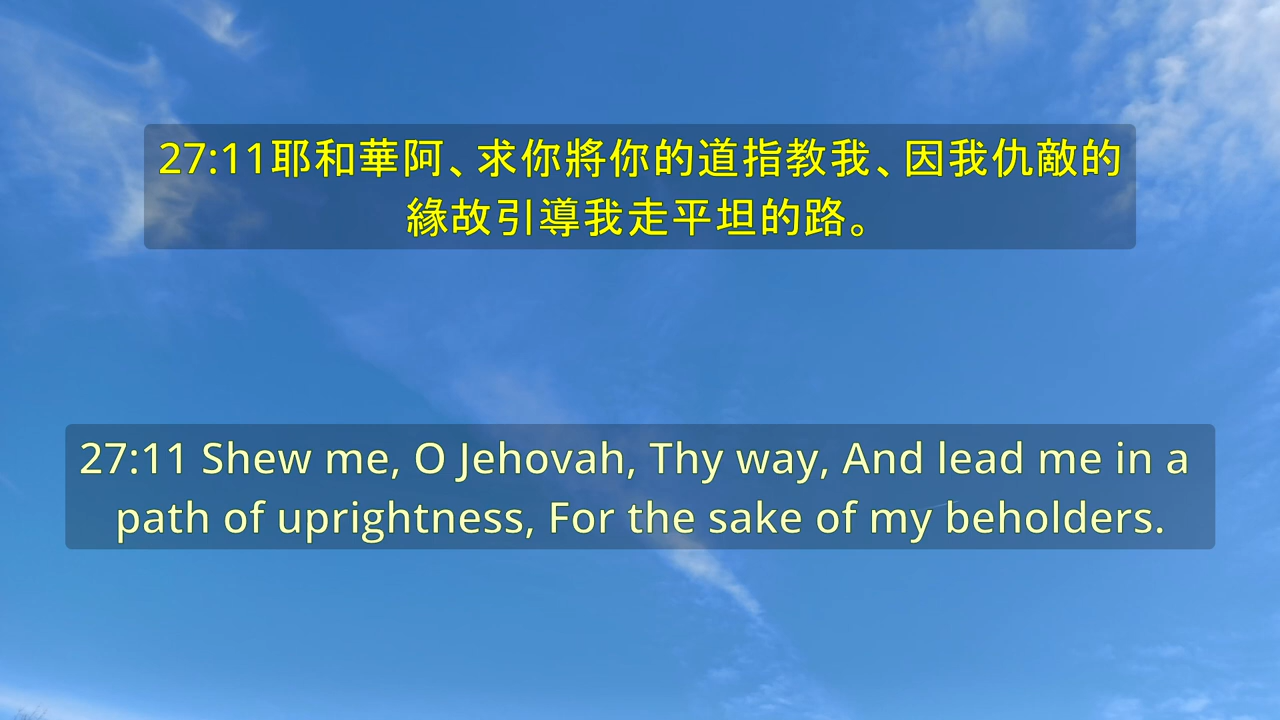 27:11耶和華阿、求你將你的道指教我、因我仇敵的
緣故引導我走平坦的路。
27:11 Shew me, O Jehovah, Thy way, And lead me in a
path of uprightness, For the sake of my beholders.